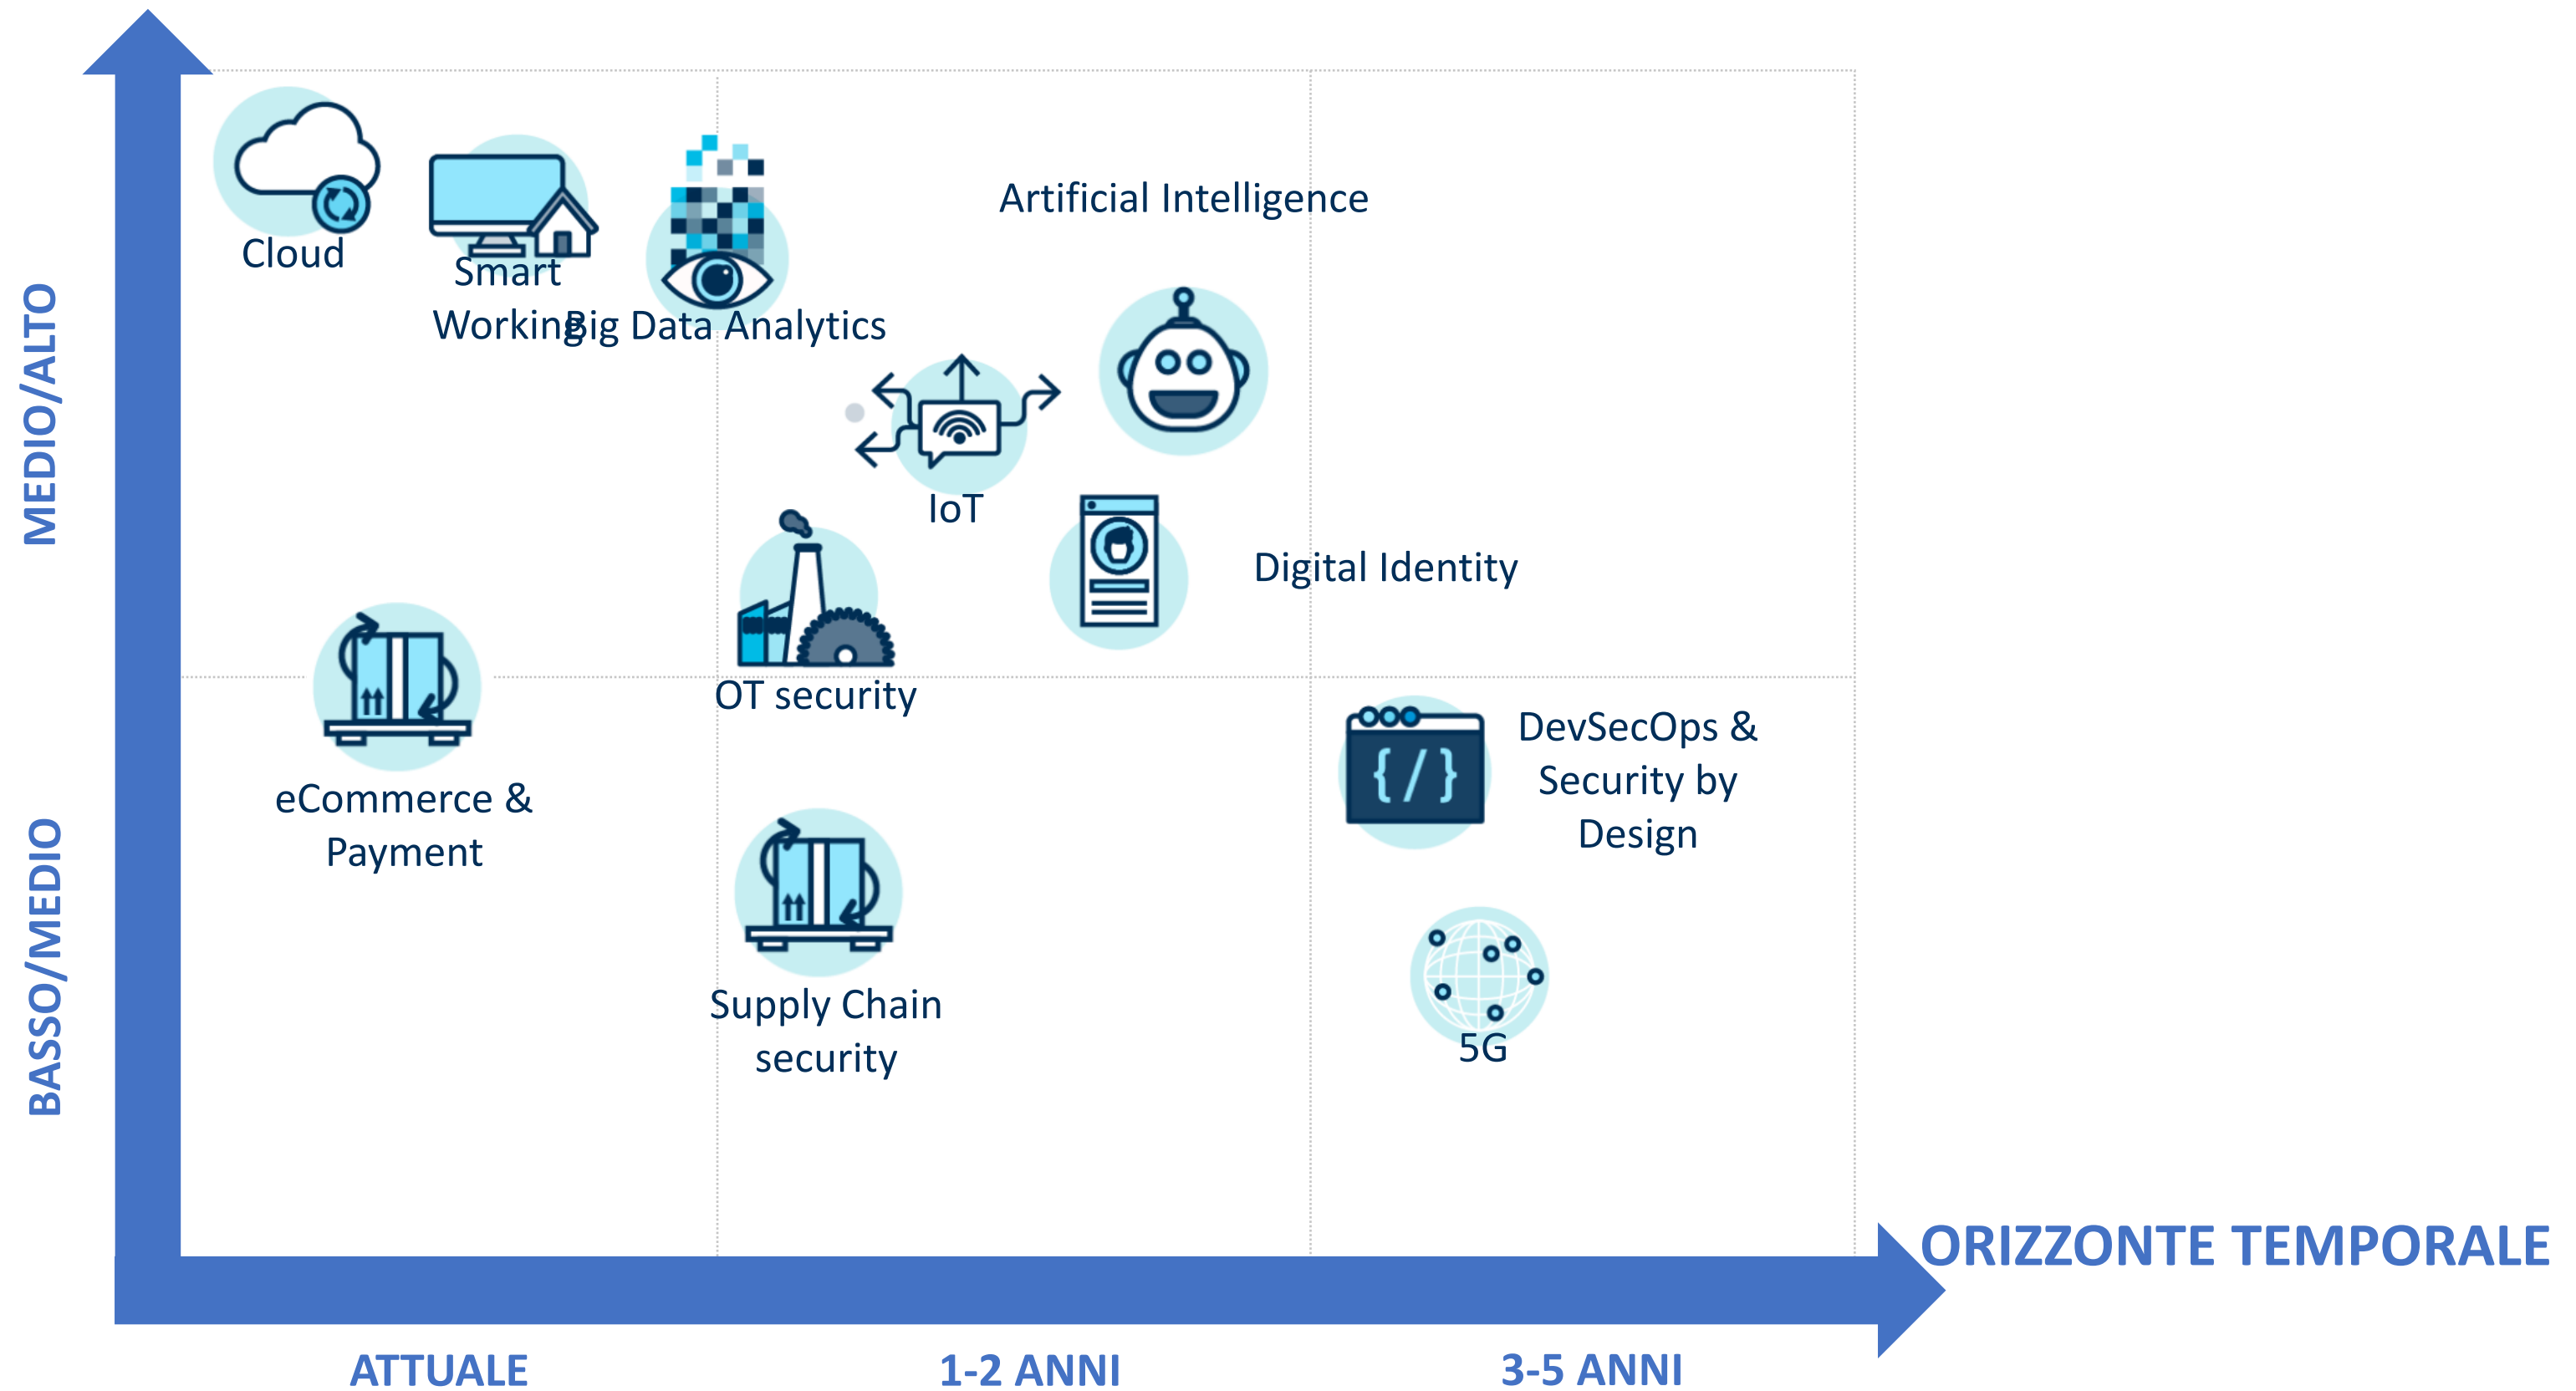 Cloud
Smart
Working
Big Data Analytics
Artificial Intelligence
IoT
Digital Identity
OT security
eCommerce &
Payment
Supply Chain
security
DevSecOps &
Security by
Design
5G
MEDIO/ALTO
BASSO/MEDIO
ORIZZONTE TEMPORALE
ATTUALE
1-2 ANNI
3-5 ANNI
{/}